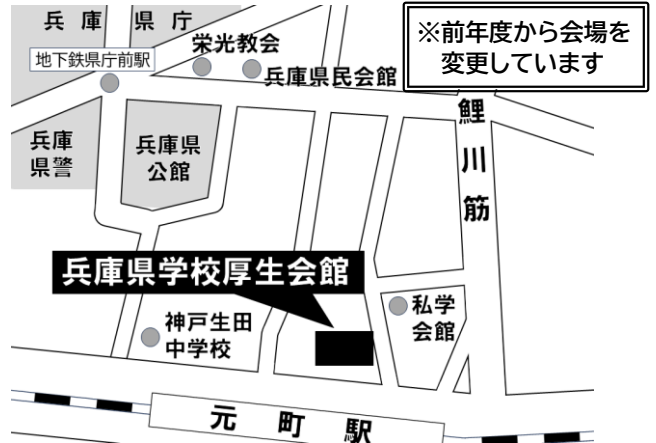 兵庫県庁
※前年度から会場を
変更しています
栄光教会
地下鉄県庁前駅
兵庫県民会館
鯉川筋
兵庫
県警
兵庫県
公館
兵庫県学校厚生会館
私学
会館
神戸生田
中学校
元町駅